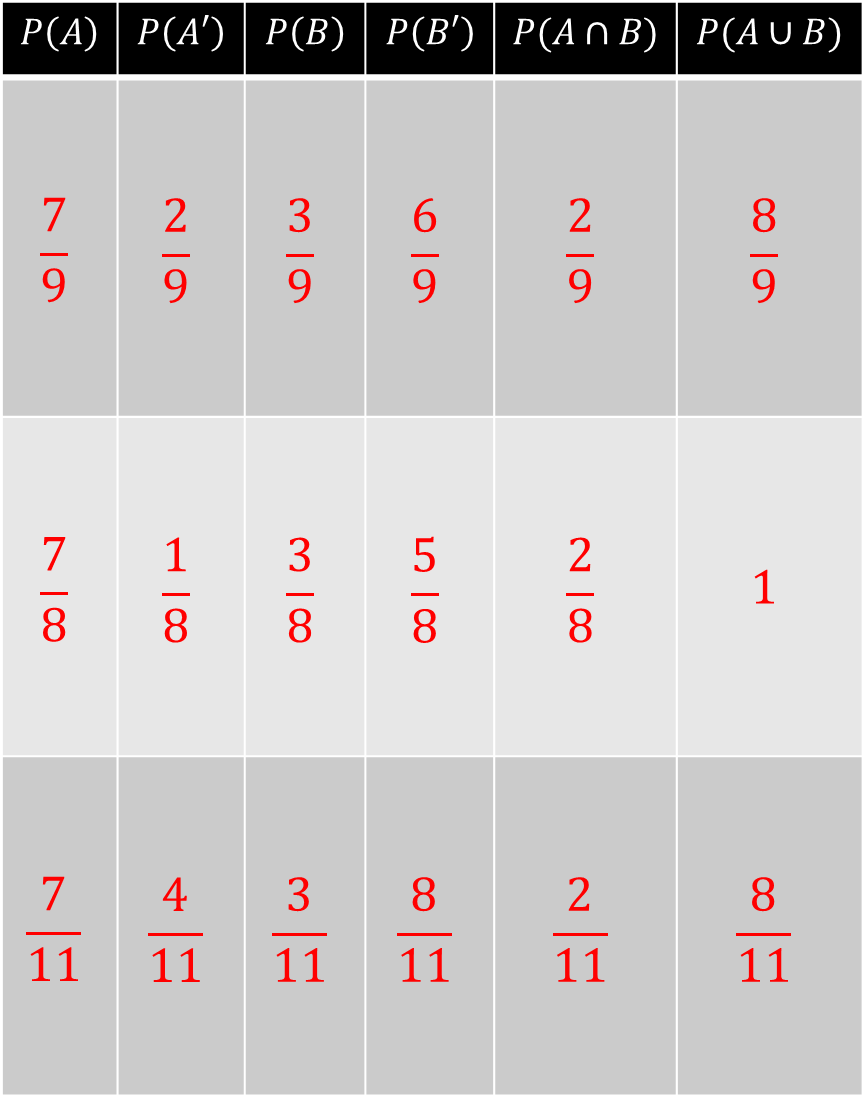 P(A) P(A′) P(B) P(B′) P(A ∩ B) P(A ∪ B)
7/9 2/9 3/9 6/9 2/9 8/9
7/8 1/8 3/8 5/8 2/8 1
7/11 4/11 3/11 8/11 2/11 8/11